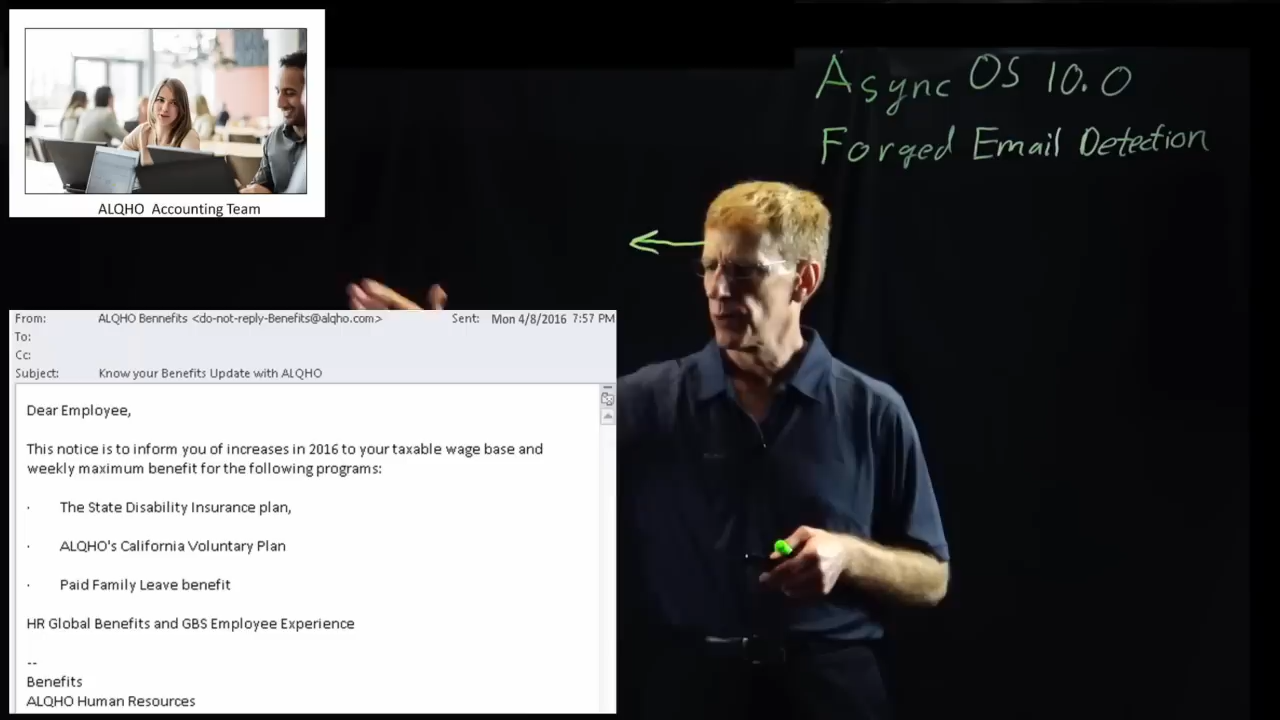 Async OS 10.0
Forged Email Detection
ALQHO Accounting Team
From: ALQHO Bennefits <do-not-reply-Benefits@alqho.com> Sent: Mon 4/8/2016 7:57 PM
To:
Cc:
Subject: Know your Benefits Update with ALQHO
Dear Employee,
This notice is to inform you of increases in 2016 to your taxable wage base and
weekly maximum benefit for the following programs:
· The State Disability Insurance plan,
· ALQHO's California Voluntary Plan
· Paid Family Leave benefit
HR Global Benefits and GBS Employee Experience
--
Benefits
ALQHO Human Resources